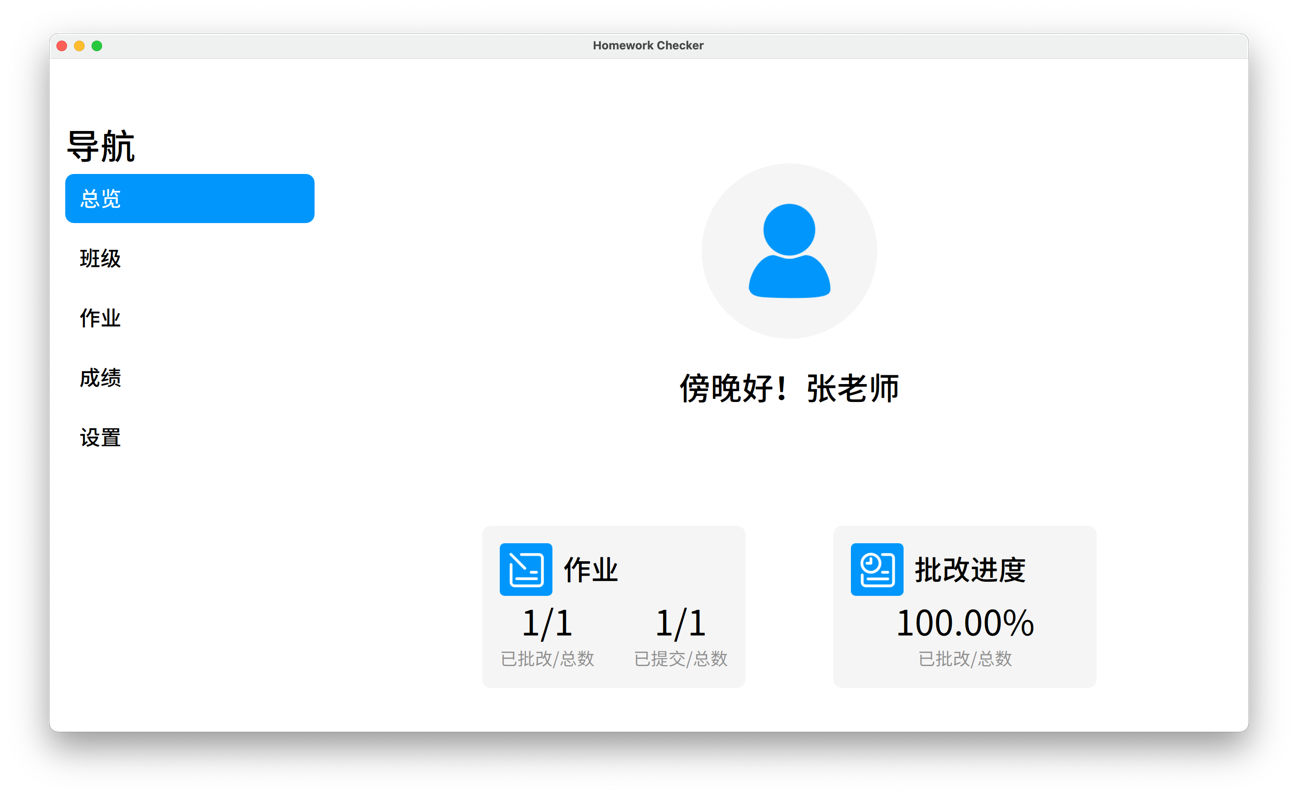 Homework Checker
导航
总览
班级
作业
成绩
设置
傍晚好！张老师
作业
1/1 1/1
已批改/总数 已提交/总数
批改进度
100.00%
已批改/总数